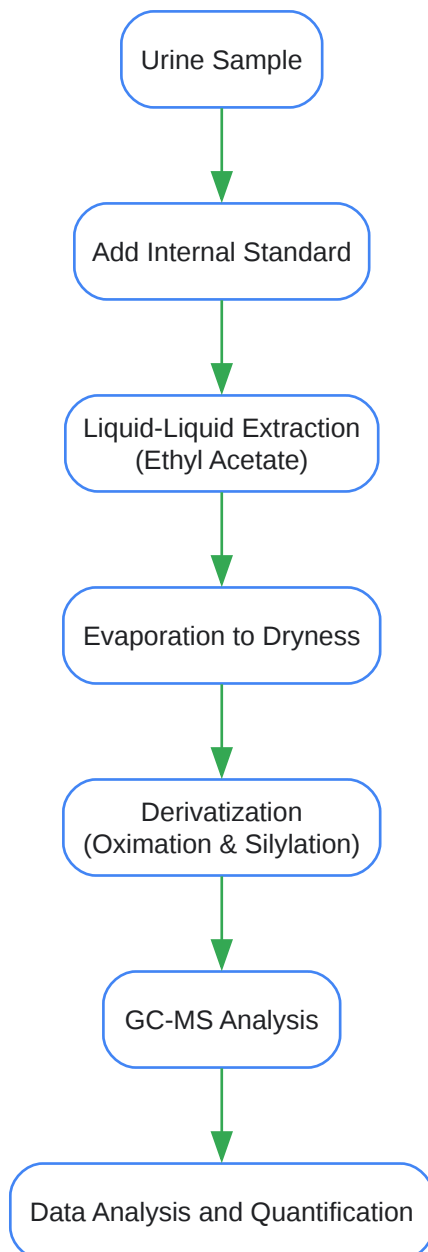 Urine Sample
Add Internal Standard
Liquid-Liquid Extraction
(Ethyl Acetate)
Evaporation to Dryness
Derivatization
(Oximation & Silylation)
GC-MS Analysis
Data Analysis and Quantification